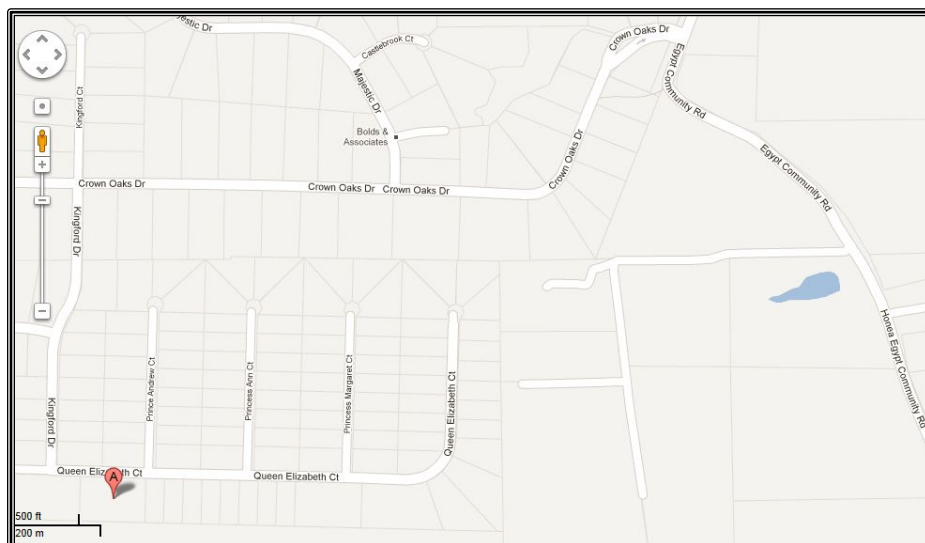 Majestic Dr
Crown Oaks Dr
Castlebrook Ct
Egypt Community Rd
Majestic Dr
Kingford Ct
Bolds &
Associates
Crown Oaks Dr
Egypt Community Rd
Crown Oaks Dr
Crown Oaks Dr
Crown Oaks Dr
Kingford Dr
Honea Egypt Community Rd
Prince Andrew Ct
Princess Ann Ct
Princess Margaret Ct
Queen Elizabeth Ct
Kingford Dr
Queen Elizabeth Ct
A
Queen Elizabeth Ct
500 ft
200 m